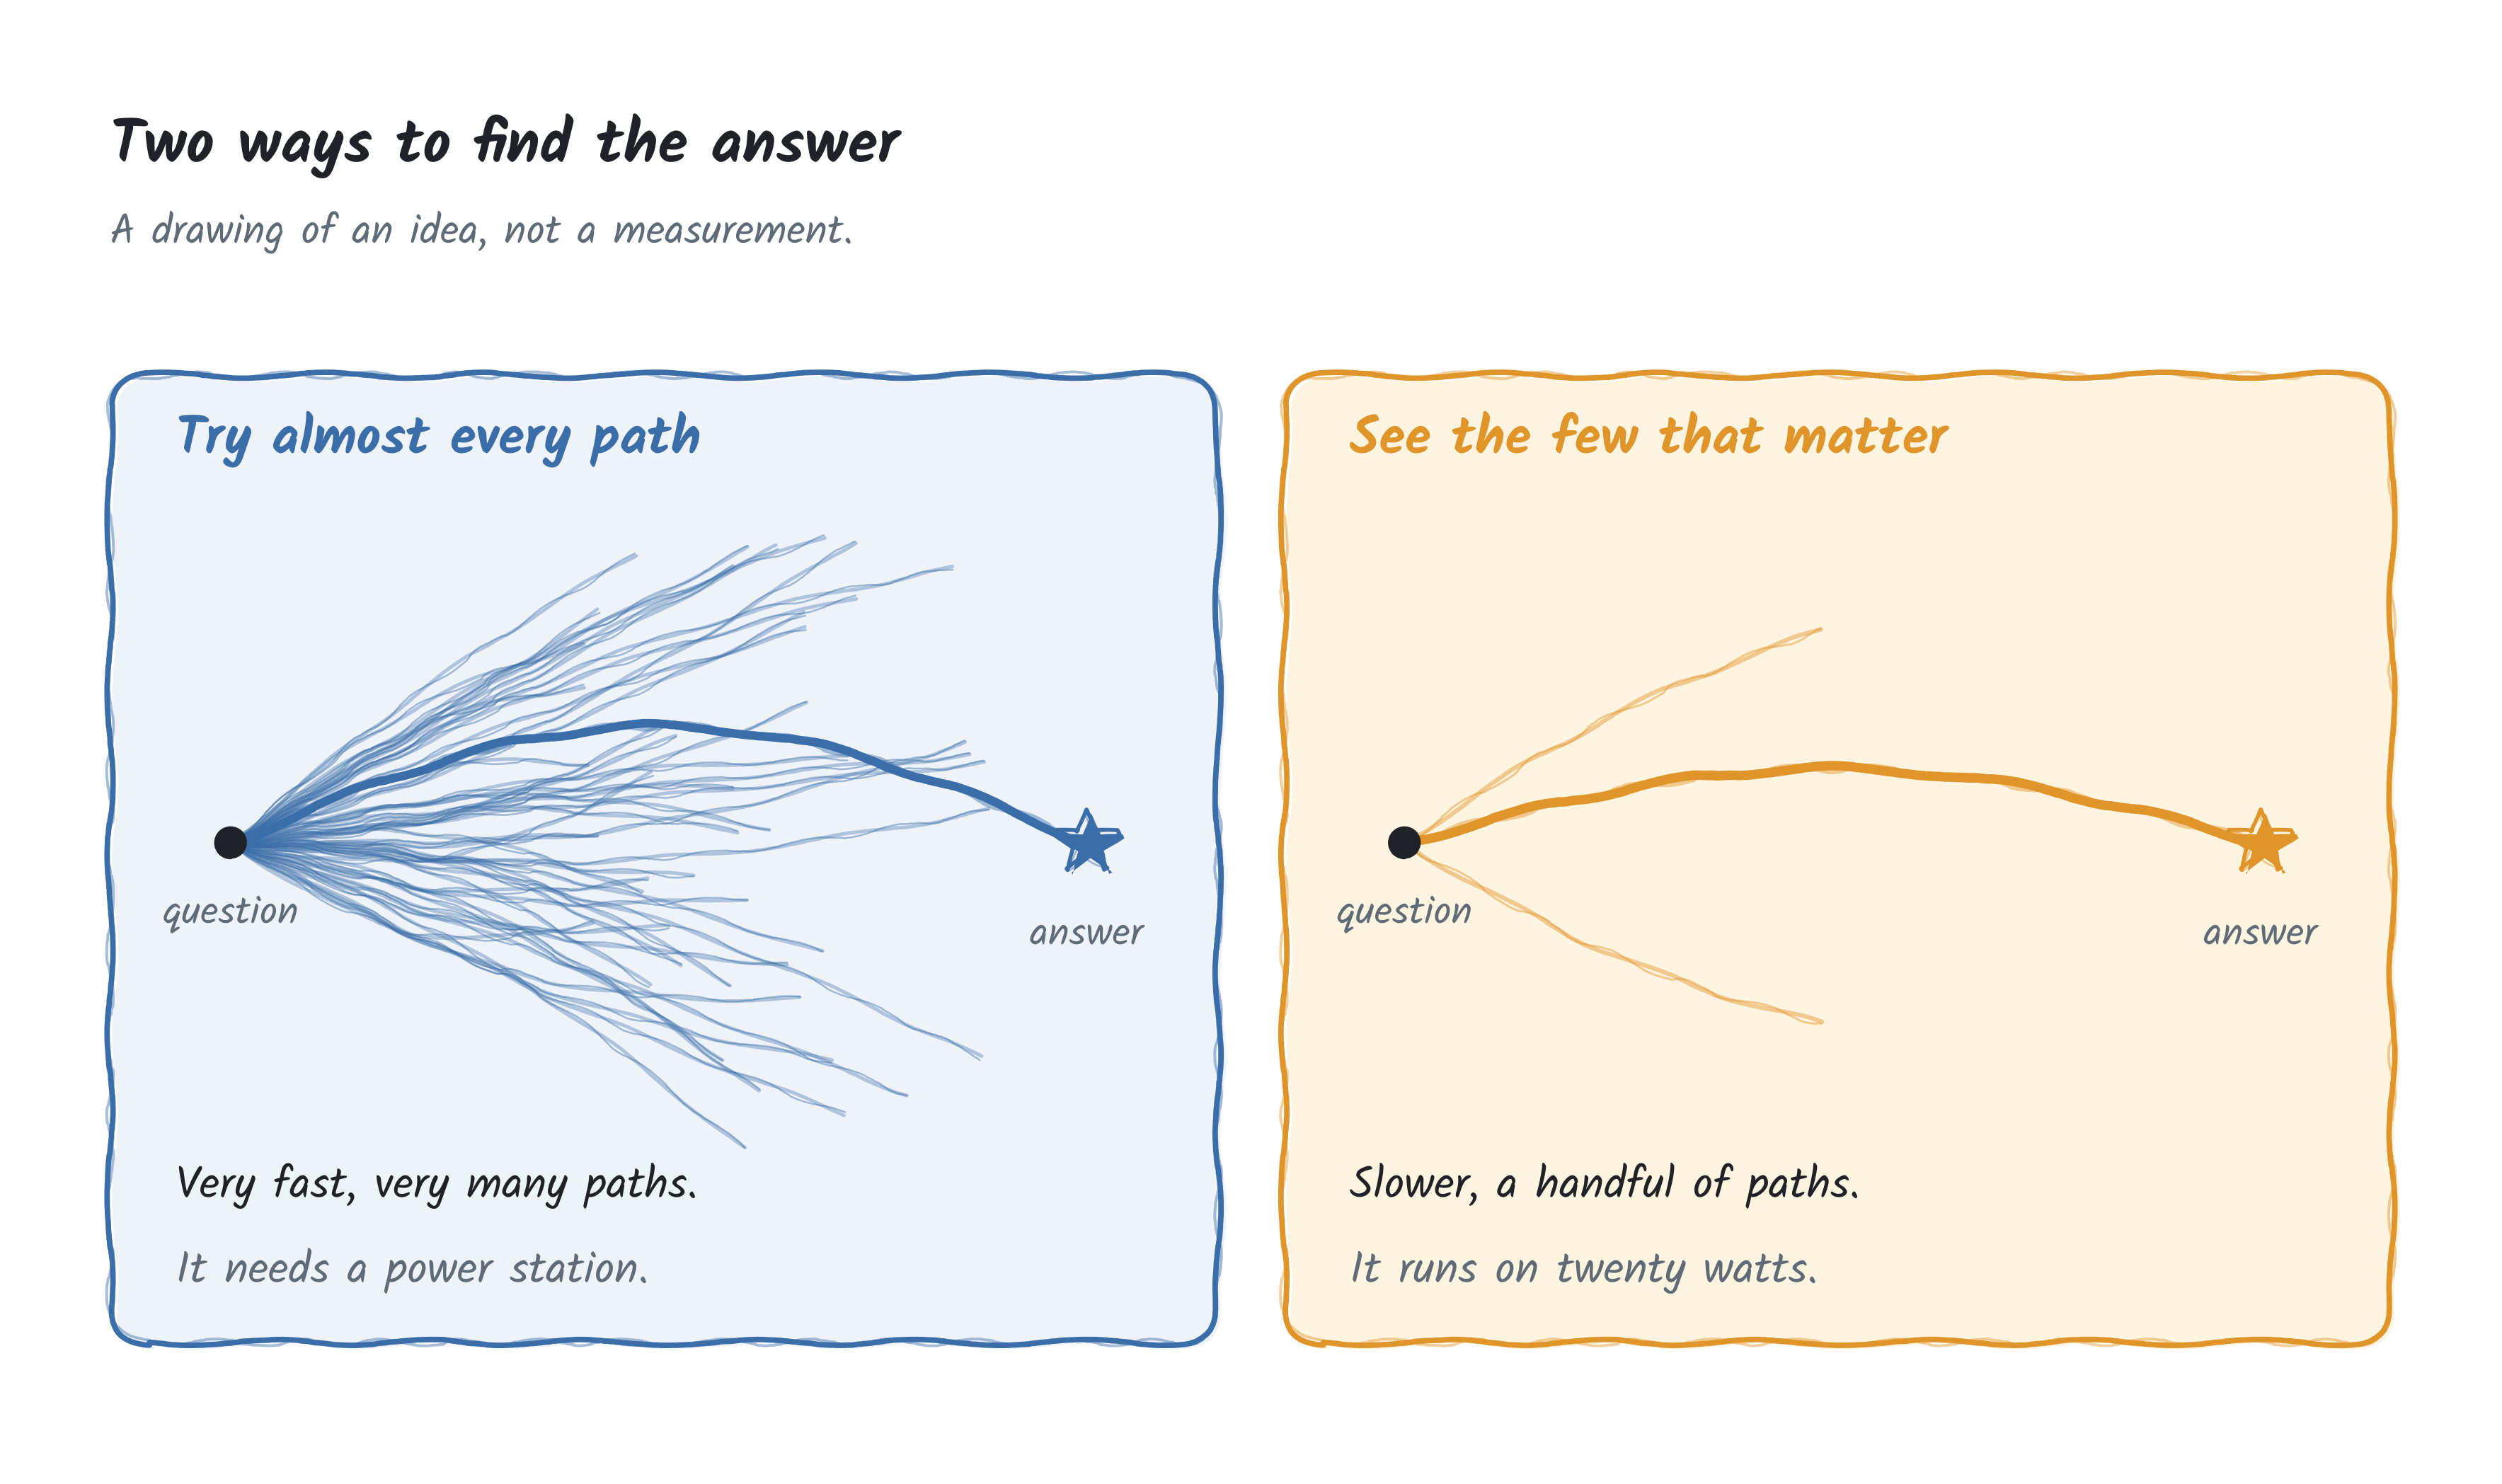 Two ways to find the answer
A drawing of an idea, not a measurement.
Try almost every path
question
answer
Very fast, very many paths.
It needs a power station.
See the few that matter
question
answer
Slower, a handful of paths.
It runs on twenty watts.